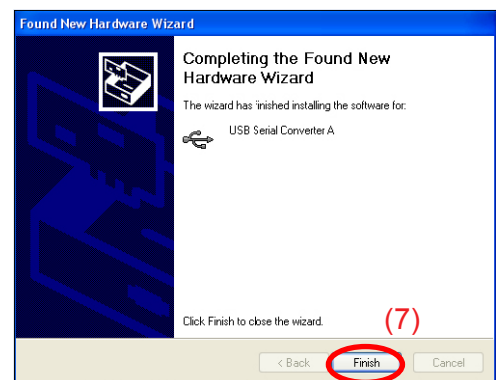 Found New Hardware Wizard
Completing the Found New
Hardware Wizard
The wizard has finished installing the software for:
USB Serial Converter A
Click Finish to close the wizard.
(7)
< Back Finish Cancel